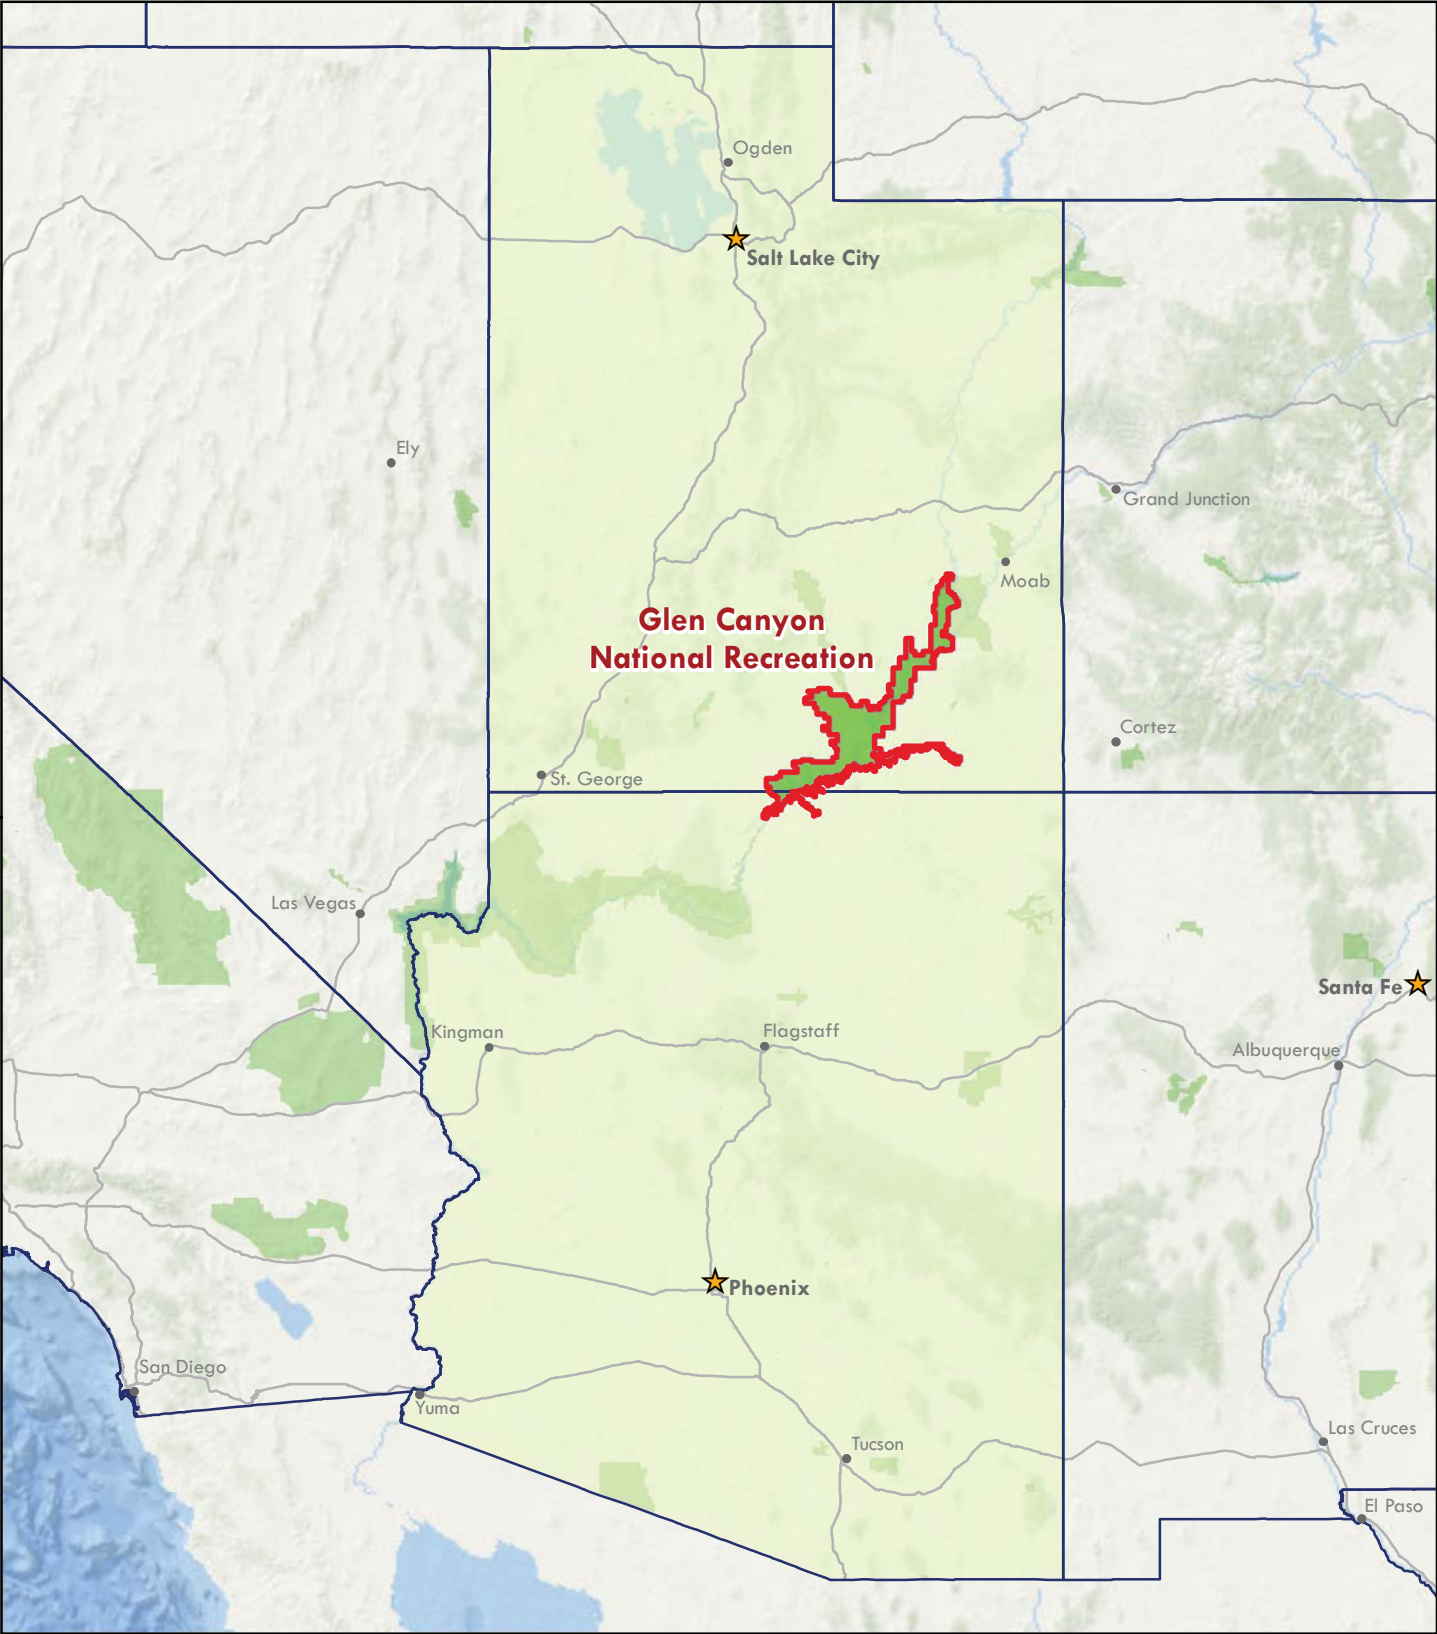 Ogden
Salt Lake City
Ely
Grand Junction
Moab
Glen Canyon
National Recreation
Cortez
St. George
Las Vegas
Santa Fe
Kingman
Flagstaff
Albuquerque
Phoenix
San Diego
Yuma
Las Cruces
Tucson
El Paso